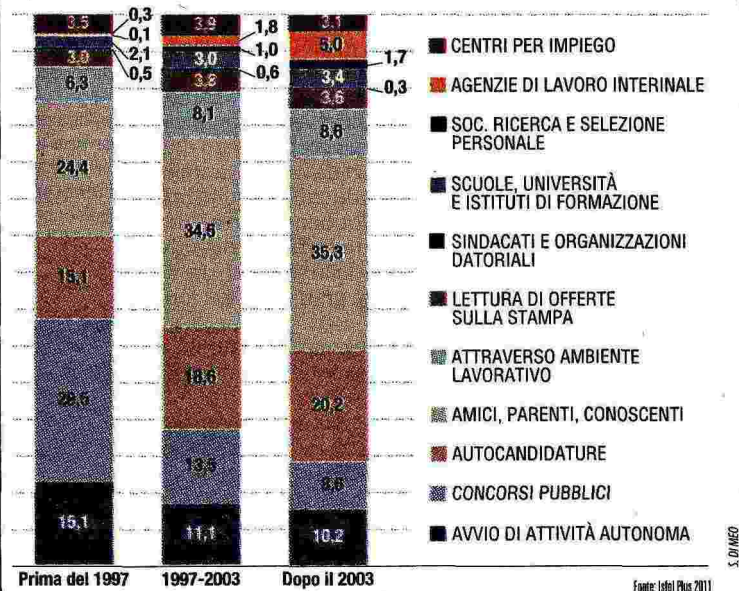 3,5
0,3
0,1
2,1
3,0
0,5
6,3
24,4
15,1
29,5
15,1
Prima del 1997
3,9
1,8
1,0
3,0
0,6
3,8
8,1
34,5
18,6
13,5
11,1
1997-2003
3,1
5,0
1,7
3,4
0,3
3,6
8,6
35,3
20,2
8,6
10,2
Dopo il 2003
CENTRI PER IMPIEGO
AGENZIE DI LAVORO INTERINALE
SOC. RICERCA E SELEZIONE
PERSONALE
SCUOLE, UNIVERSITÀ
E ISTITUTI DI FORMAZIONE
SINDACATI E ORGANIZZAZIONI
DATORIALI
LETTURA DI OFFERTE
SULLA STAMPA
ATTRAVERSO AMBIENTE
LAVORATIVO
AMICI, PARENTI, CONOSCENTI
AUTOCANDIDATURE
CONCORSI PUBBLICI
AVVIO DI ATTIVITÀ AUTONOMA
S. DI MEO
Fonte: Isfol Plus 2011